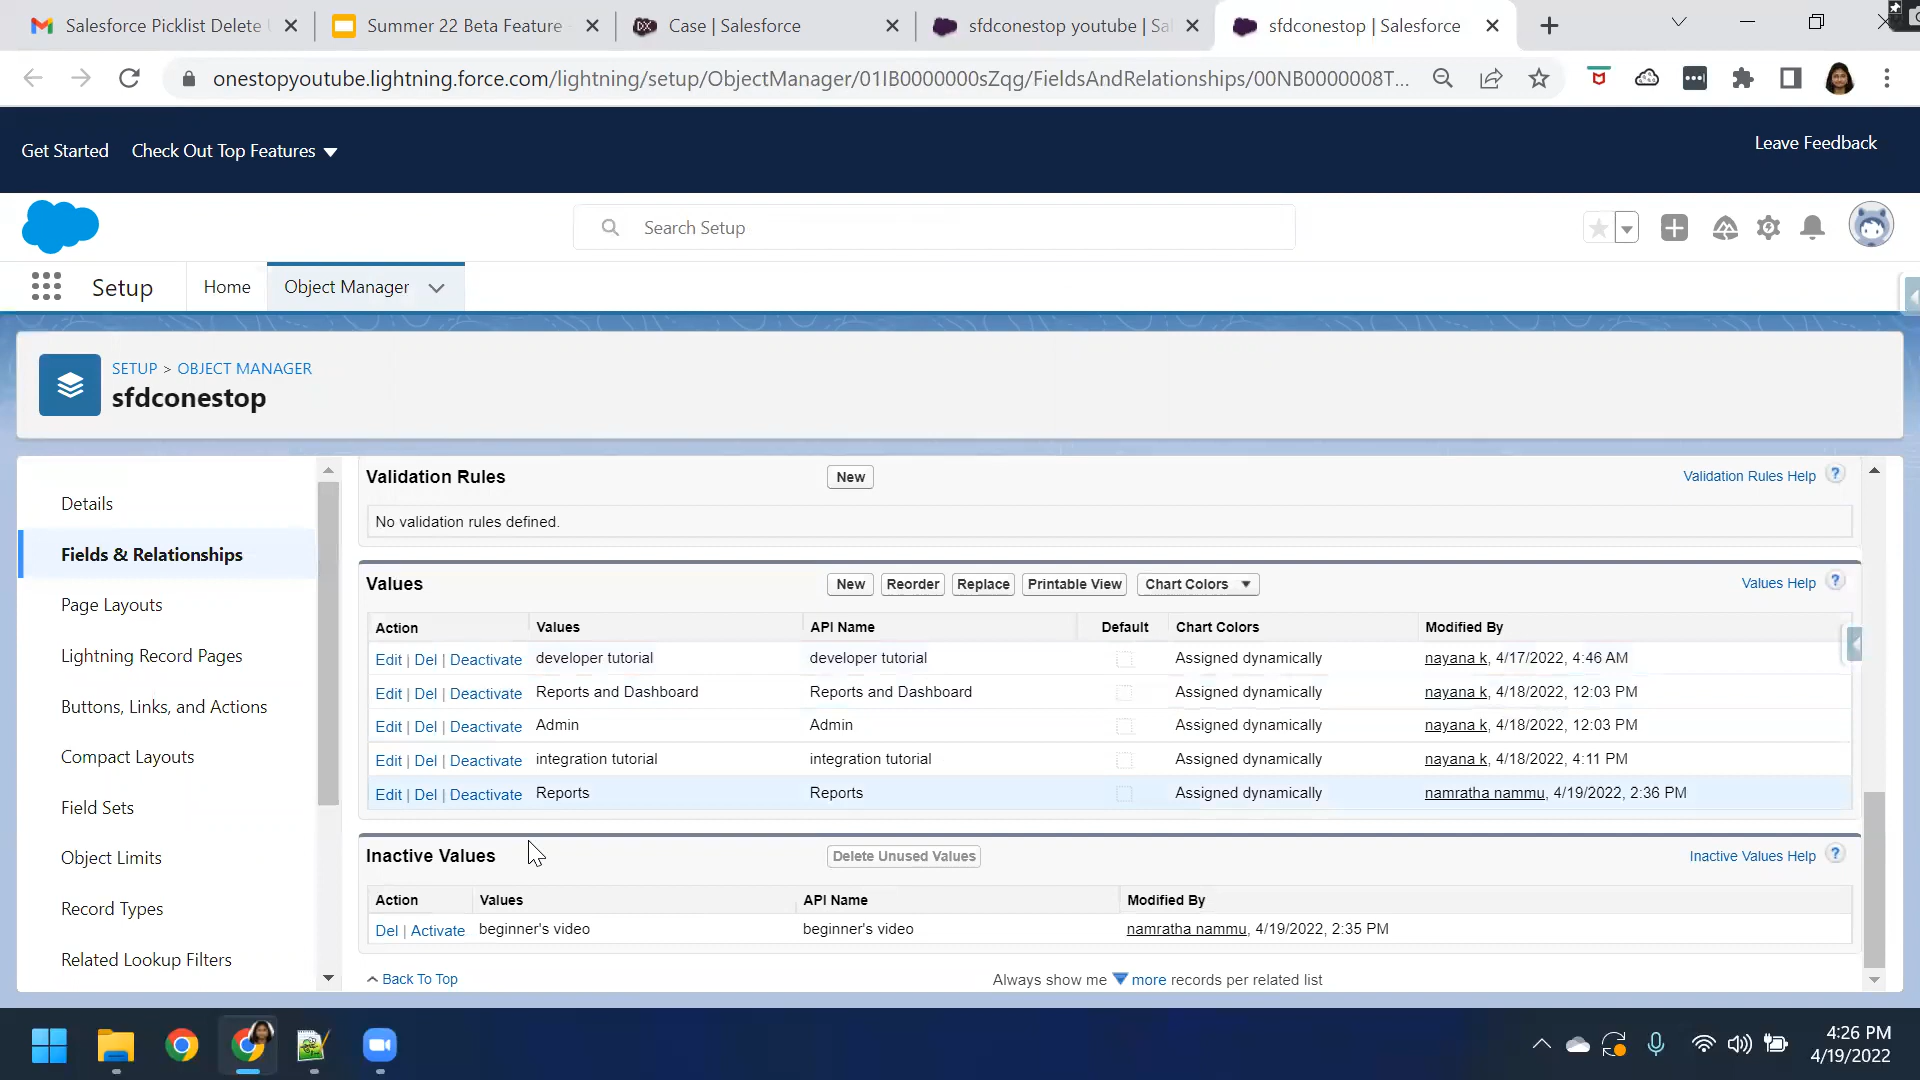 Salesforce Picklist Delete
Summer 22 Beta Feature
Case | Salesforce
sfdconestop youtube | Sal
sfdconestop | Salesforce
onestopyoutube.lightning.force.com/lightning/setup/ObjectManager/01IB0000000sZqg/FieldsAndRelationships/00NB0000008T...
Get Started
Check Out Top Features
Leave Feedback
Search Setup
Setup
Home
Object Manager
SETUP > OBJECT MANAGER
sfdconestop
Details
Fields & Relationships
Page Layouts
Lightning Record Pages
Buttons, Links, and Actions
Compact Layouts
Field Sets
Object Limits
Record Types
Related Lookup Filters
Validation Rules New Validation Rules Help ?
No validation rules defined.
Values New Reorder Replace Printable View Chart Colors Values Help ?
Action Values API Name Default Chart Colors Modified By
Edit | Del | Deactivate developer tutorial developer tutorial Assigned dynamically nayana k, 4/17/2022, 4:46 AM
Edit | Del | Deactivate Reports and Dashboard Reports and Dashboard Assigned dynamically nayana k, 4/18/2022, 12:03 PM
Edit | Del | Deactivate Admin Admin Assigned dynamically nayana k, 4/18/2022, 12:03 PM
Edit | Del | Deactivate integration tutorial integration tutorial Assigned dynamically nayana k, 4/18/2022, 4:11 PM
Edit | Del | Deactivate Reports Reports Assigned dynamically namratha nammu, 4/19/2022, 2:36 PM
Inactive Values Delete Unused Values Inactive Values Help ?
Action Values API Name Modified By
Del | Activate beginner's video beginner's video namratha nammu, 4/19/2022, 2:35 PM
Back To Top Always show me more records per related list
4:26 PM
4/19/2022